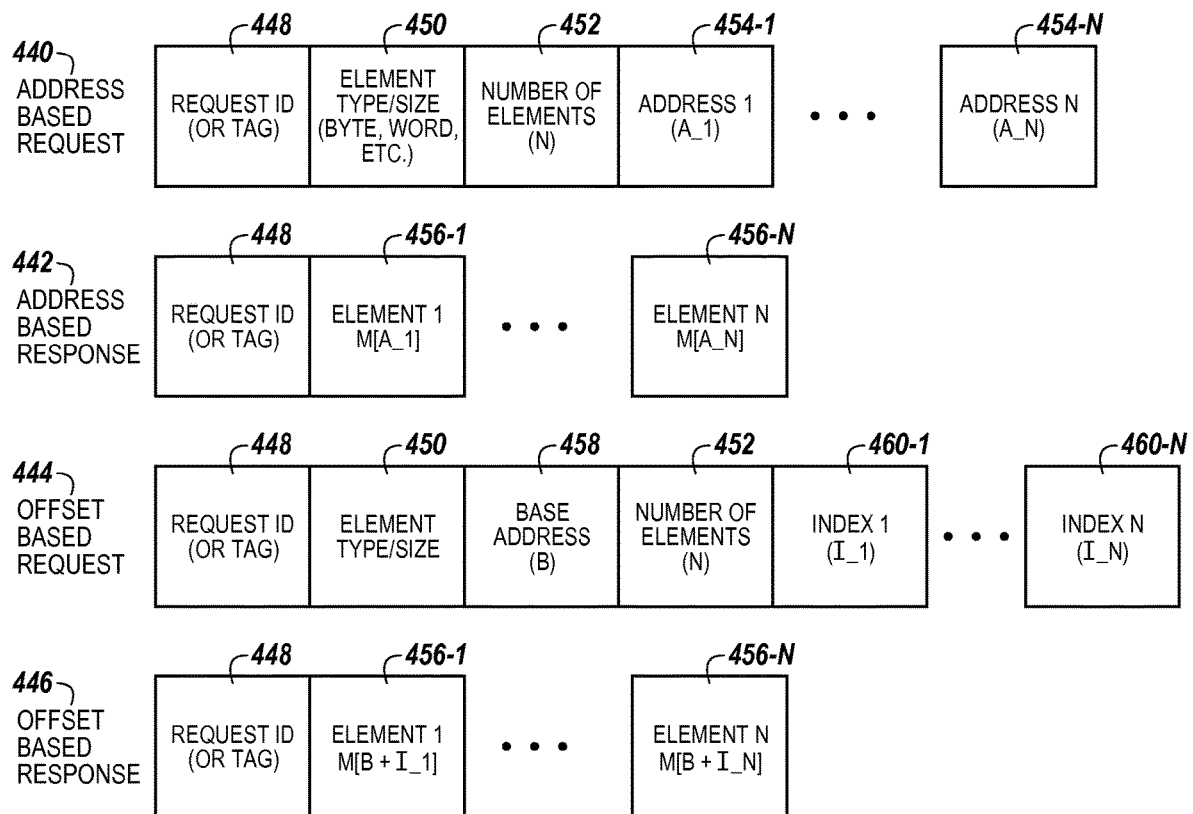 448 450 452 454-1 454-N
440
ADDRESS
BASED
REQUEST
REQUEST ID
(OR TAG)
ELEMENT
TYPE/SIZE
(BYTE, WORD,
ETC.)
NUMBER OF
ELEMENTS
(N)
ADDRESS 1
(A_1)
ADDRESS N
(A_N)
448 456-1 456-N
442
ADDRESS
BASED
RESPONSE
REQUEST ID
(OR TAG)
ELEMENT 1
M[A_1]
ELEMENT N
M[A_N]
448 450 458 452 460-1 460-N
444
OFFSET
BASED
REQUEST
REQUEST ID
(OR TAG)
ELEMENT
TYPE/SIZE
BASE
ADDRESS
(B)
NUMBER OF
ELEMENTS
(N)
INDEX 1
(I_1)
INDEX N
(I_N)
448 456-1 456-N
446
OFFSET
BASED
RESPONSE
REQUEST ID
(OR TAG)
ELEMENT 1
M[B + I_1]
ELEMENT N
M[B + I_N]